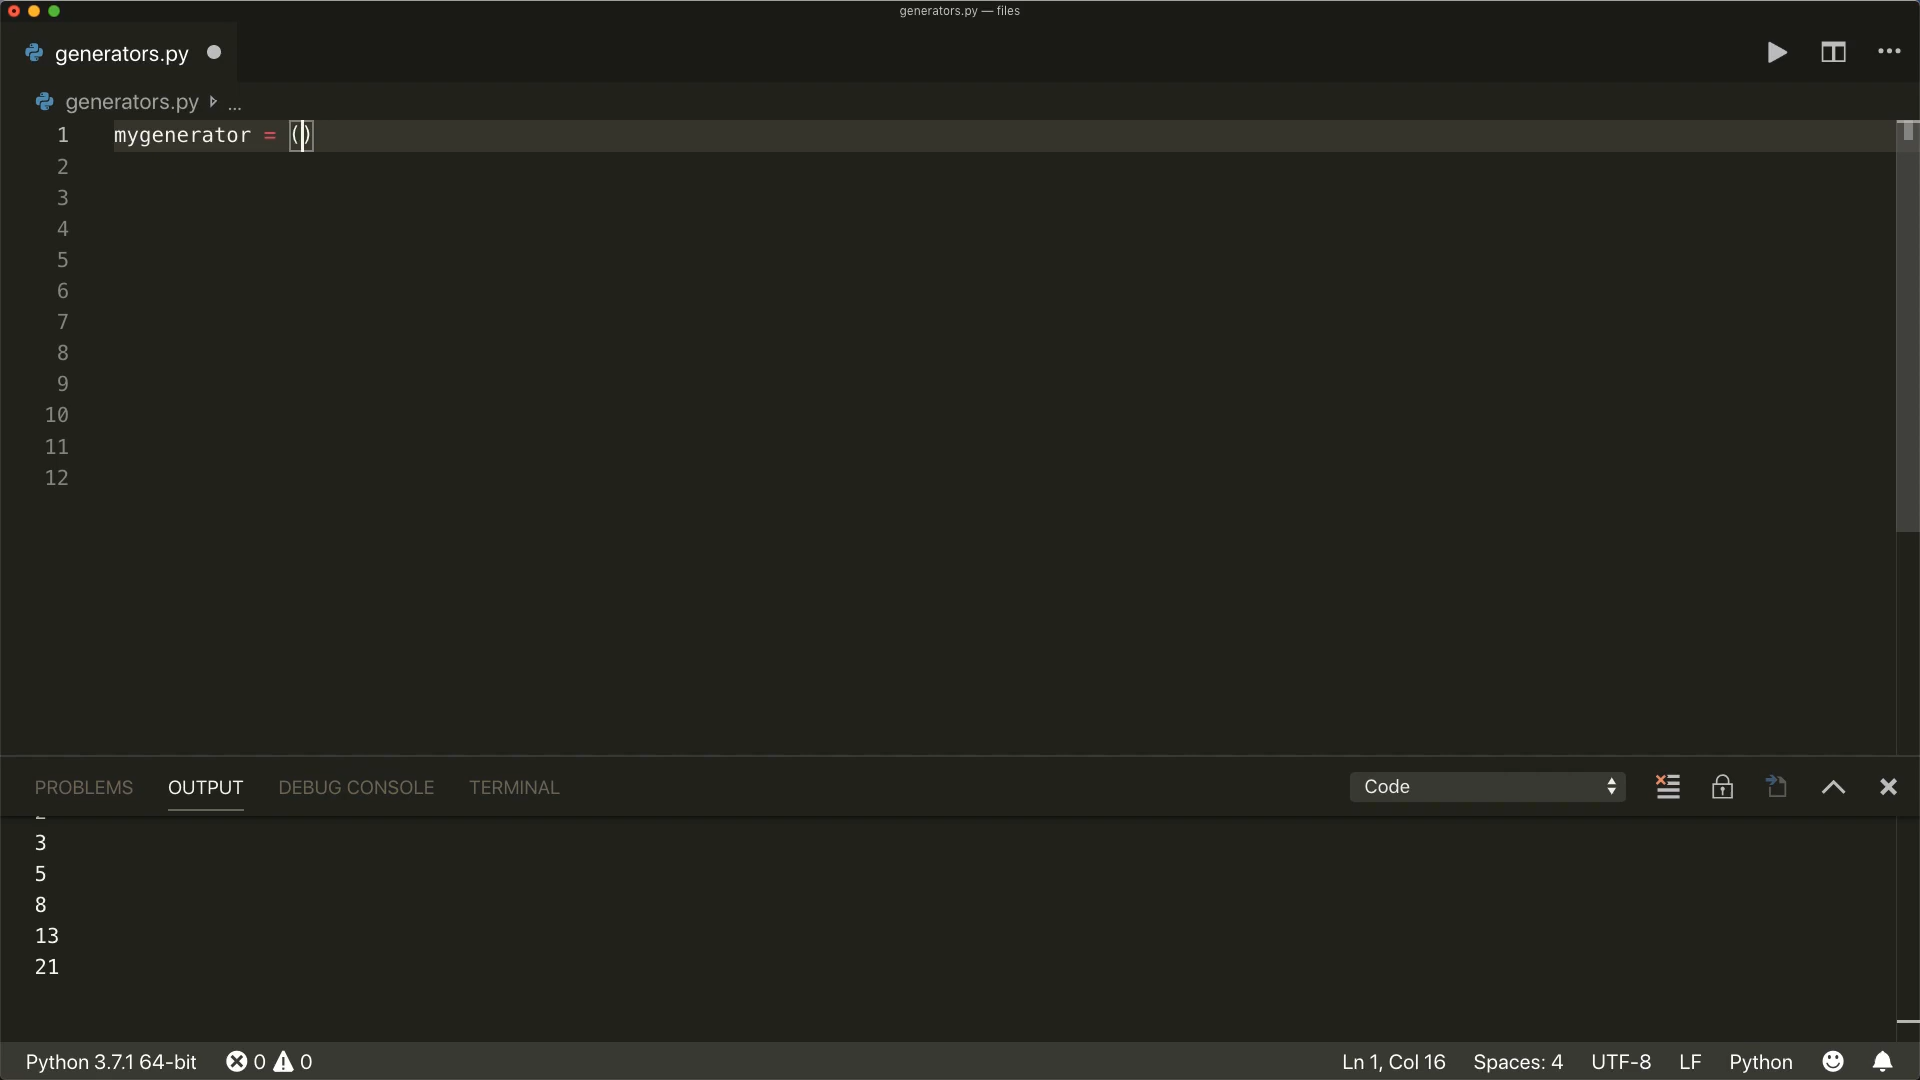 generators.py — files
generators.py
generators.py ...
1 mygenerator = ()
2
3
4
5
6
7
8
9
10
11
12
PROBLEMS OUTPUT DEBUG CONSOLE TERMINAL Code
3
5
8
13
21
Python 3.7.1 64-bit 0 0 Ln 1, Col 16 Spaces: 4 UTF-8 LF Python